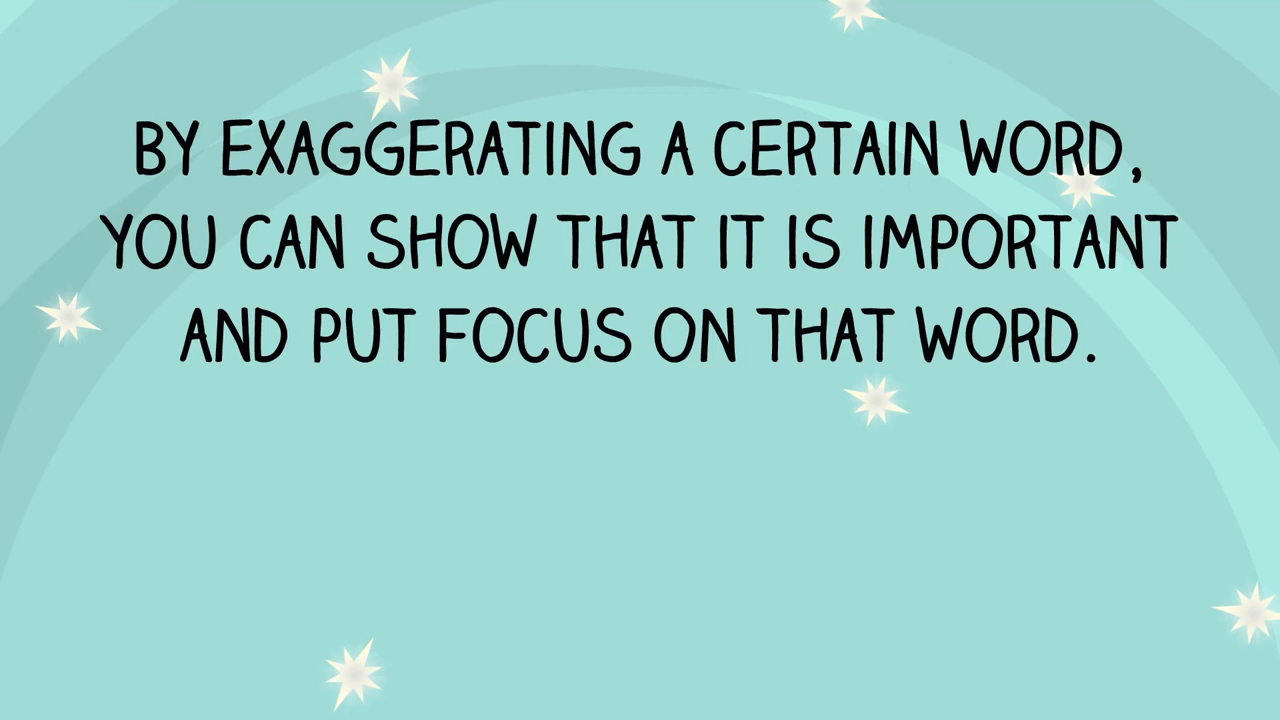 BY EXAGGERATING A CERTAIN WORD,
YOU CAN SHOW THAT IT IS IMPORTANT
AND PUT FOCUS ON THAT WORD.